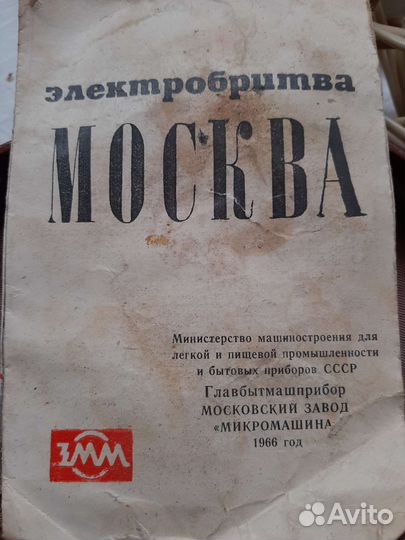 электробритва
МОСКВА
Министерство машиностроения для
легкой и пищевой промышленности
и бытовых приборов СССР
Главбытмашприбор
МОСКОВСКИЙ ЗАВОД
«МИКРОМАШИНА
1966 год
ЗММ
Avito